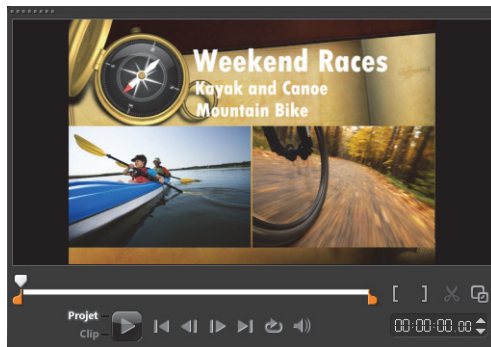 Weekend Races
Kayak and Canoe
Mountain Bike
[ ]
Projet
Clip
00:00:00.00